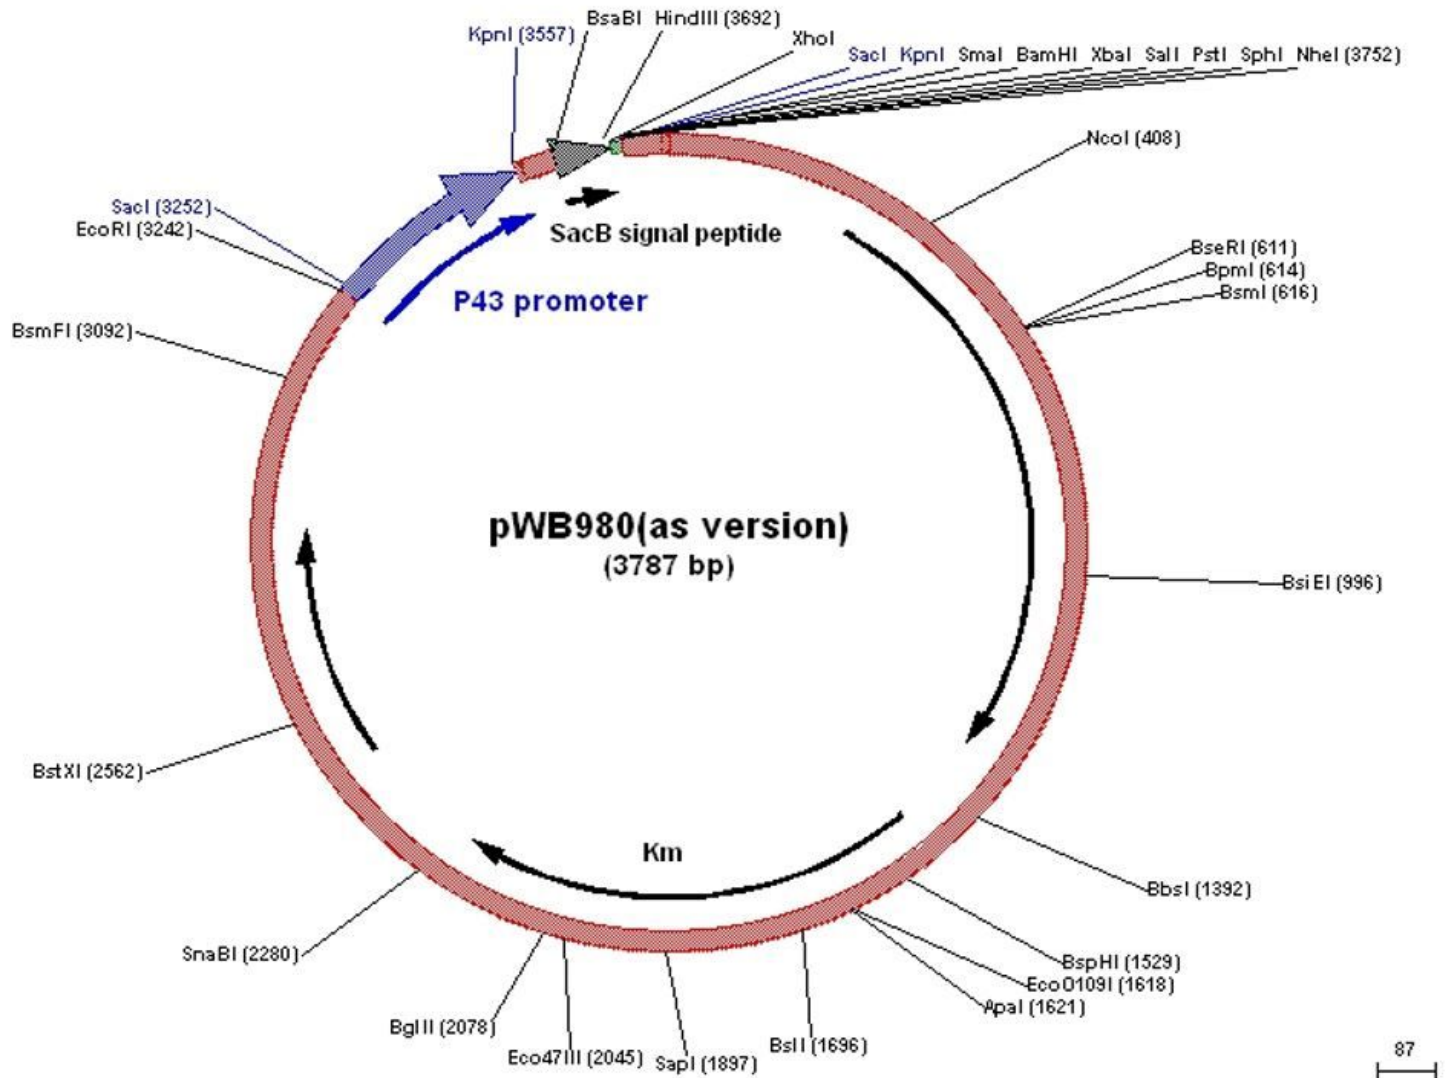 BsaBI HindIII (3692)
KpnI (3557)
XhoI
SacI KpnI SmaI BamHI XbaI SalI PstI SphI NheI (3752)
NcoI (408)
SacI (3252)
EcoRI (3242)
SacB signal peptide
BseRI (611)
BpmI (614)
BsmI (616)
P43 promoter
BsmFI (3092)
pWB980(as version)
(3787 bp)
BsiEI (996)
BstXI (2562)
Km
BbsI (1392)
SnaBI (2280)
BspHI (1529)
EcoO109I (1618)
ApaI (1621)
BglII (2078)
Eco47III (2045)
SapI (1897)
BslI (1696)
87